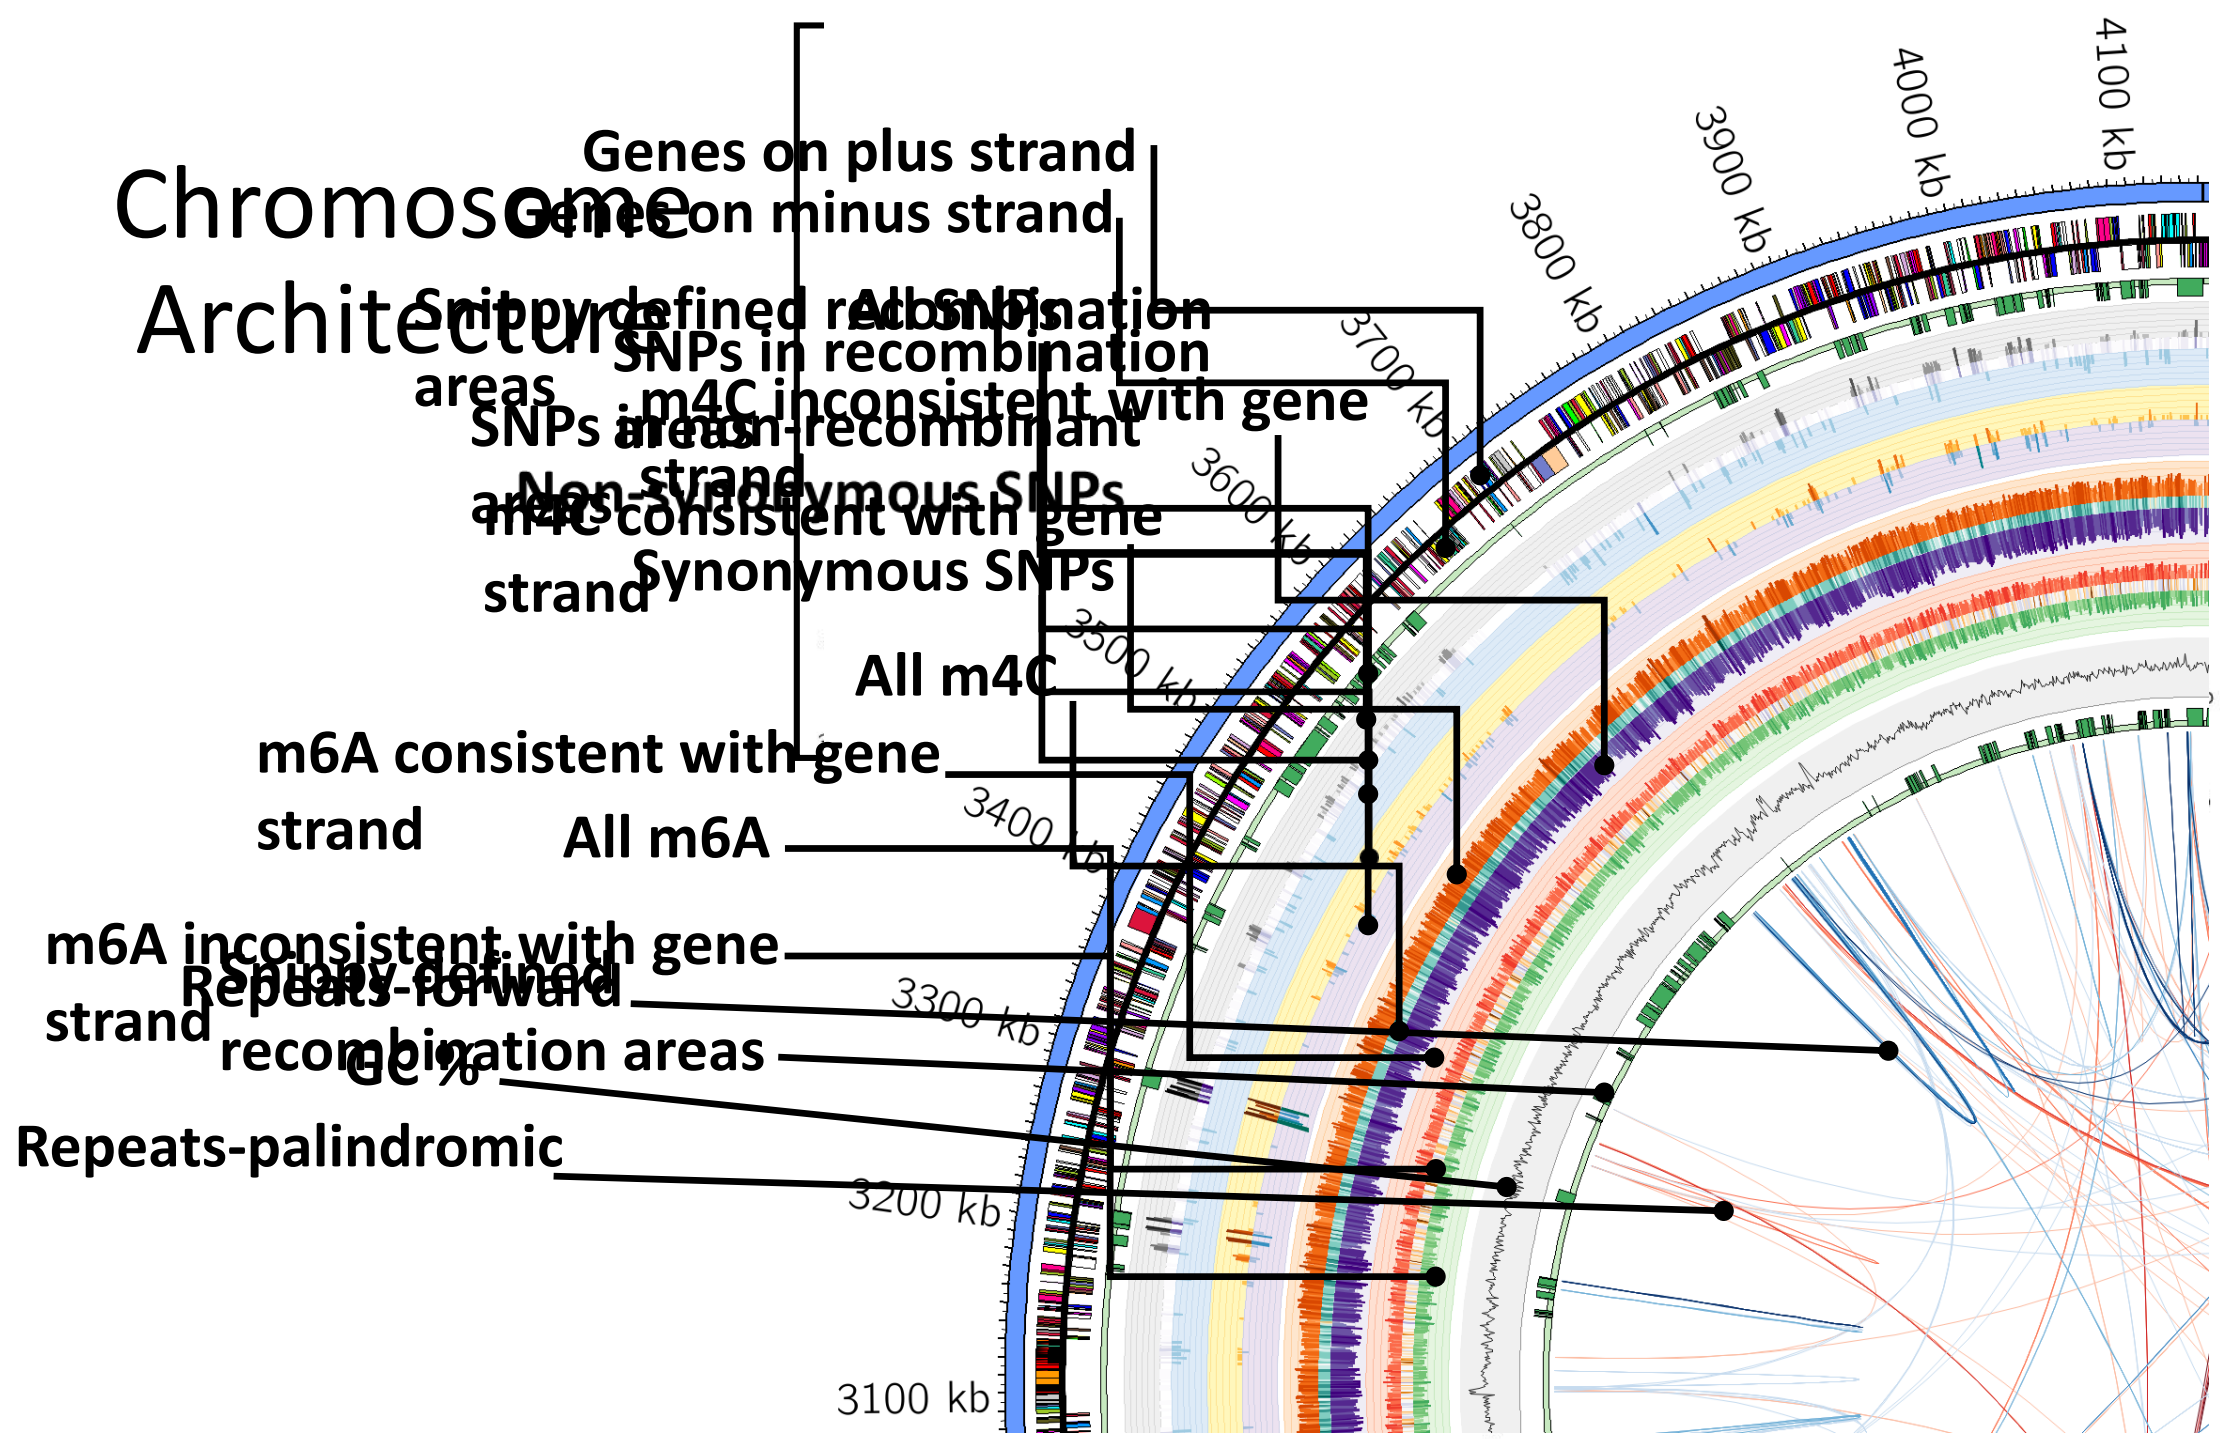 4100 kb
4000 kb
3900 kb
Genes on plus strand
Chromosome
Architecture
Genes on minus strand
3800 kb
Snippy defined recombination
areas
All SNPs
SNPs in recombination
areas
3700 kb
m4C inconsistent with gene
strand
SNPs in non-recombinant
areas
3600 kb
Non-synonymous SNPs
m4C consistent with gene
strand
Synonymous SNPs
3500 kb
All m4C
m6A consistent with gene
strand
3400 kb
All m6A
m6A inconsistent with gene
strand
Snippy defined
recombination areas
Repeats-forward
3300 kb
GC %
Repeats-palindromic
3200 kb
3100 kb